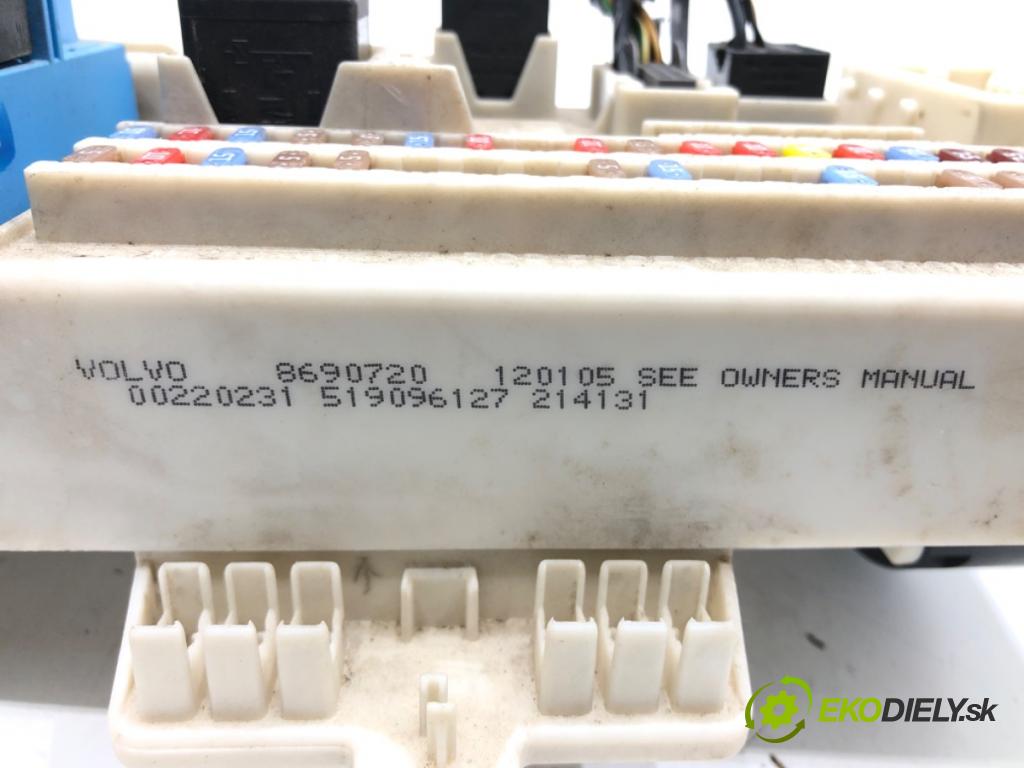 VOLVO 8690720 120105 SEE OWNERS MANUAL
00220231 519096127 214131
EKODIELY.sk